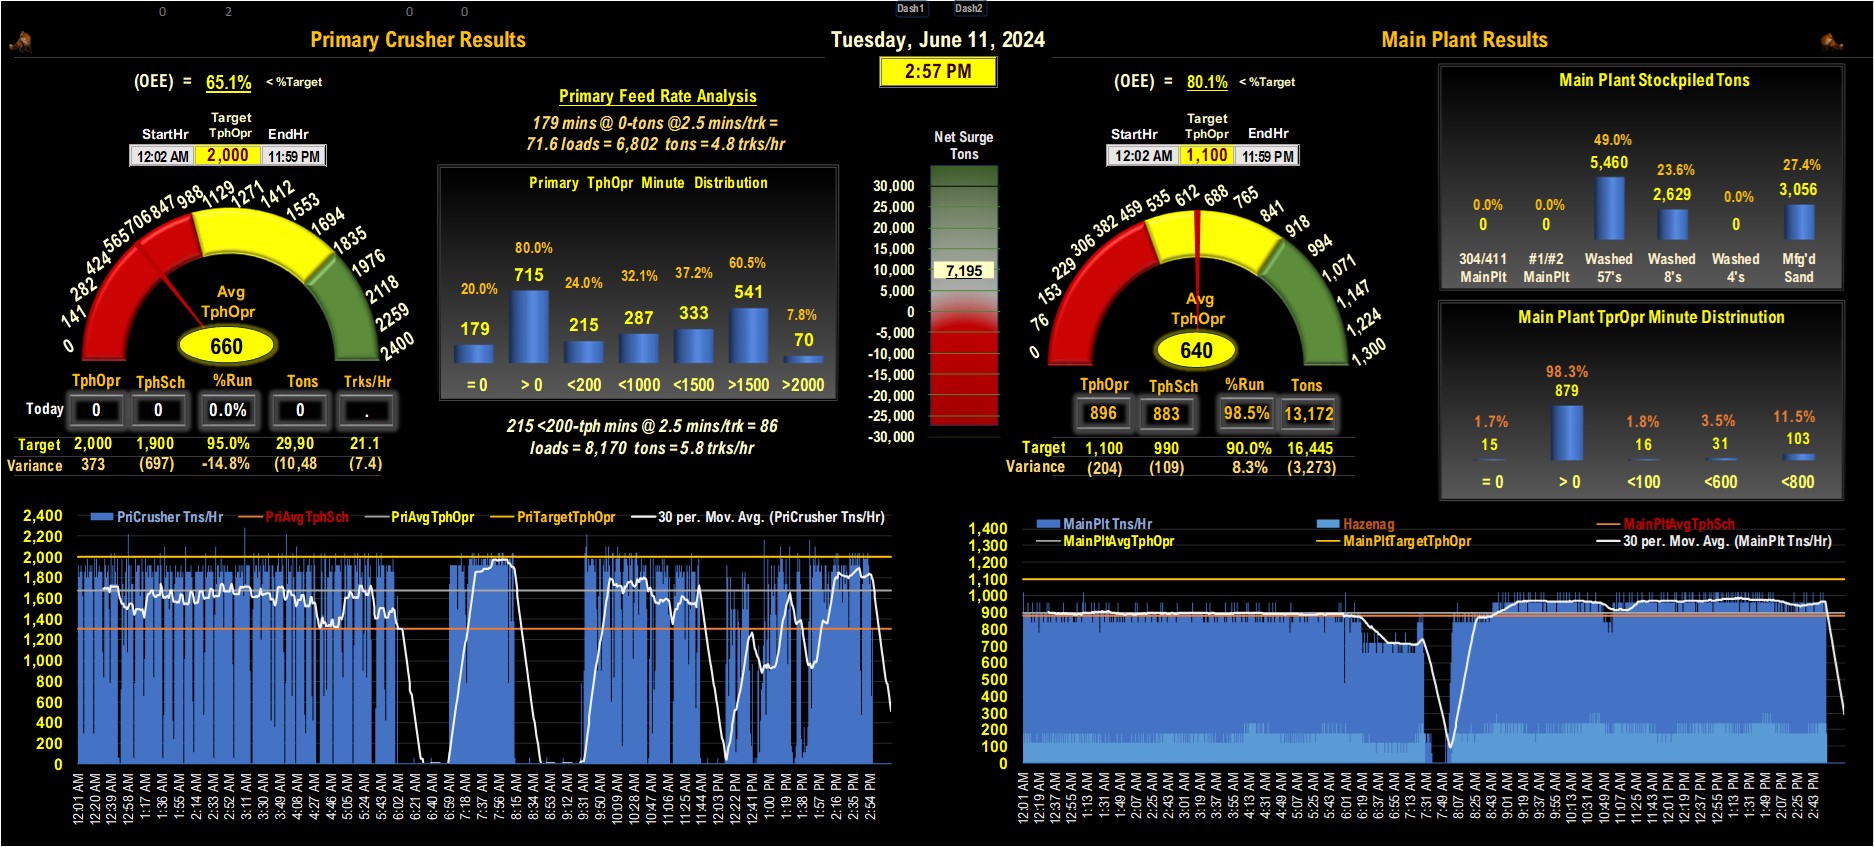 0 2 0 0 Dash1 Dash2
Primary Crusher Results
Tuesday, June 11, 2024
Main Plant Results
2:57 PM
(OEE) = 65.1% < %Target
StartHr Target TphOpr EndHr
12:02 AM 2,000 11:59 PM
0 141 282 424 565 706 847 988 1129 1271 1412 1553 1694 1835 1976 2118 2259 2400
Avg
TphOpr
660
TphOpr TphSch %Run Tons Trks/Hr
Today 0 0 0.0% 0 .
Target 2,000 1,900 95.0% 29,90 21.1
Variance 373 (697) -14.8% (10,48 (7.4)
Primary Feed Rate Analysis
179 mins @ 0-tons @2.5 mins/trk =
71.6 loads = 6,802 tons = 4.8 trks/hr
Primary TphOpr Minute Distribution
20.0% 80.0% 24.0% 32.1% 37.2% 60.5% 7.8%
179 715 215 287 333 541 70
= 0 > 0 <200 <1000 <1500 >1500 >2000
215 <200-tph mins @ 2.5 mins/trk = 86
loads = 8,170 tons = 5.8 trks/hr
Net Surge
Tons
30,000
25,000
20,000
15,000
10,000
7,195
5,000
0
-5,000
-10,000
-15,000
-20,000
-25,000
-30,000
(OEE) = 80.1% < %Target
StartHr Target TphOpr EndHr
12:02 AM 1,100 11:59 PM
0 76 153 229 306 382 459 535 612 688 765 841 918 994 1,071 1,147 1,224 1,300
Avg
TphOpr
640
TphOpr TphSch %Run Tons
896 883 98.5% 13,172
Target 1,100 990 90.0% 16,445
Variance (204) (109) 8.3% (3,273)
Main Plant Stockpiled Tons
0.0% 0.0% 49.0% 23.6% 0.0% 27.4%
0 0 5,460 2,629 0 3,056
304/411 #1/#2 Washed Washed Washed Mfg'd
MainPlt MainPlt 57's 8's 4's Sand
Main Plant TprOpr Minute Distrinution
1.7% 98.3% 1.8% 3.5% 11.5%
15 879 16 31 103
= 0 > 0 <100 <600 <800
PriCrusher Tns/Hr PriAvgTphSch PriAvgTphOpr PriTargetTphOpr 30 per. Mov. Avg. (PriCrusher Tns/Hr)
2,400
2,200
2,000
1,800
1,600
1,400
1,200
1,000
800
600
400
200
0
12:01 AM 12:20 AM 12:39 AM 12:58 AM 1:17 AM 1:36 AM 1:55 AM 2:14 AM 2:33 AM 2:52 AM 3:11 AM 3:30 AM 3:49 AM 4:08 AM 4:27 AM 4:46 AM 5:05 AM 5:24 AM 5:43 AM 6:02 AM 6:21 AM 6:40 AM 6:59 AM 7:18 AM 7:37 AM 7:56 AM 8:15 AM 8:34 AM 8:53 AM 9:12 AM 9:31 AM 9:50 AM 10:09 AM 10:28 AM 10:47 AM 11:06 AM 11:25 AM 11:44 AM 12:03 PM 12:22 PM 12:41 PM 1:00 PM 1:19 PM 1:38 PM 1:57 PM 2:16 PM 2:35 PM 2:54 PM
MainPlt Tns/Hr Hazenag MainPltAvgTphSch
MainPltAvgTphOpr MainPltTargetTphOpr 30 per. Mov. Avg. (MainPlt Tns/Hr)
1,400
1,300
1,200
1,100
1,000
900
800
700
600
500
400
300
200
100
0
12:01 AM 12:19 AM 12:37 AM 12:55 AM 1:13 AM 1:31 AM 1:49 AM 2:07 AM 2:25 AM 2:43 AM 3:01 AM 3:19 AM 3:37 AM 3:55 AM 4:13 AM 4:31 AM 4:49 AM 5:07 AM 5:25 AM 5:43 AM 6:01 AM 6:19 AM 6:37 AM 6:55 AM 7:13 AM 7:31 AM 7:49 AM 8:07 AM 8:25 AM 8:43 AM 9:01 AM 9:19 AM 9:37 AM 9:55 AM 10:13 AM 10:31 AM 10:49 AM 11:07 AM 11:25 AM 11:43 AM 12:01 PM 12:19 PM 12:37 PM 12:55 PM 1:13 PM 1:31 PM 1:49 PM 2:07 PM 2:25 PM 2:43 PM